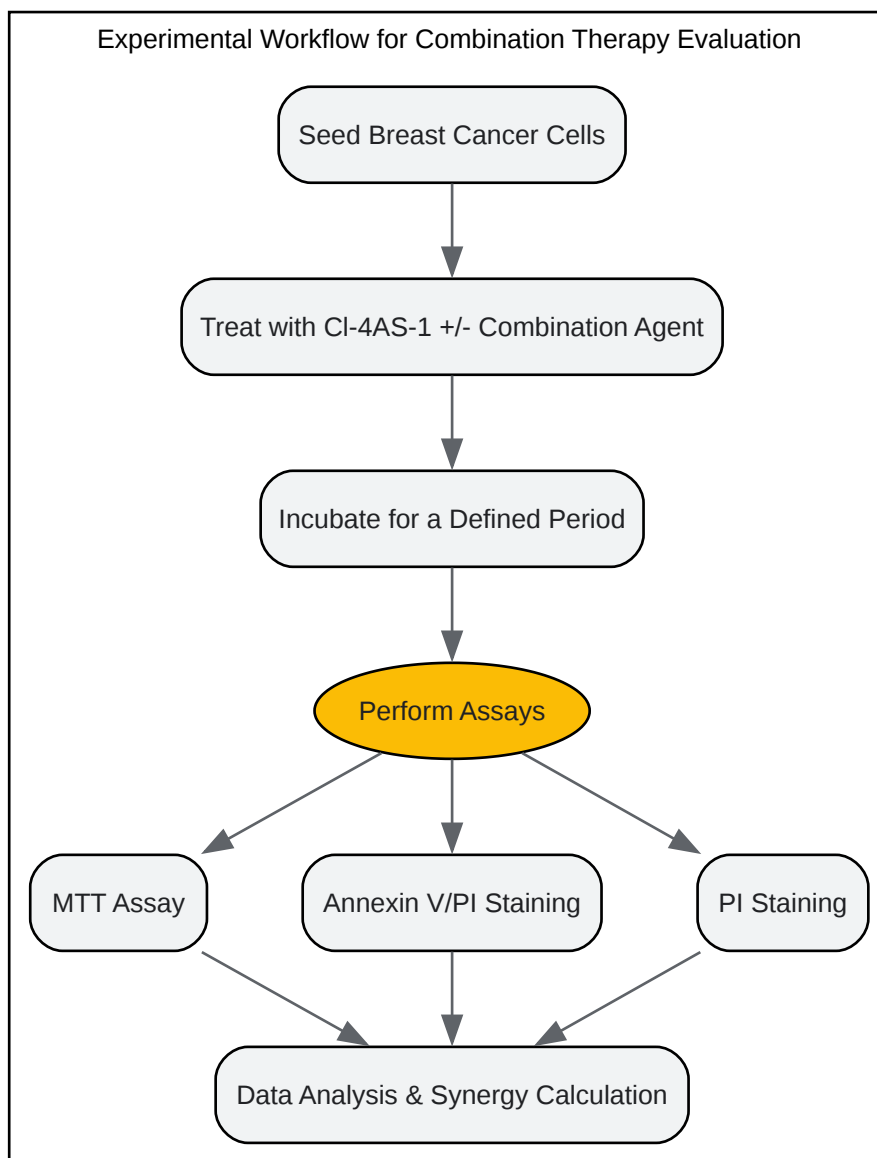 Experimental Workflow for Combination Therapy Evaluation
Seed Breast Cancer Cells
Treat with Cl-4AS-1 +/- Combination Agent
Incubate for a Defined Period
Perform Assays
MTT Assay
Annexin V/PI Staining
PI Staining
Data Analysis & Synergy Calculation